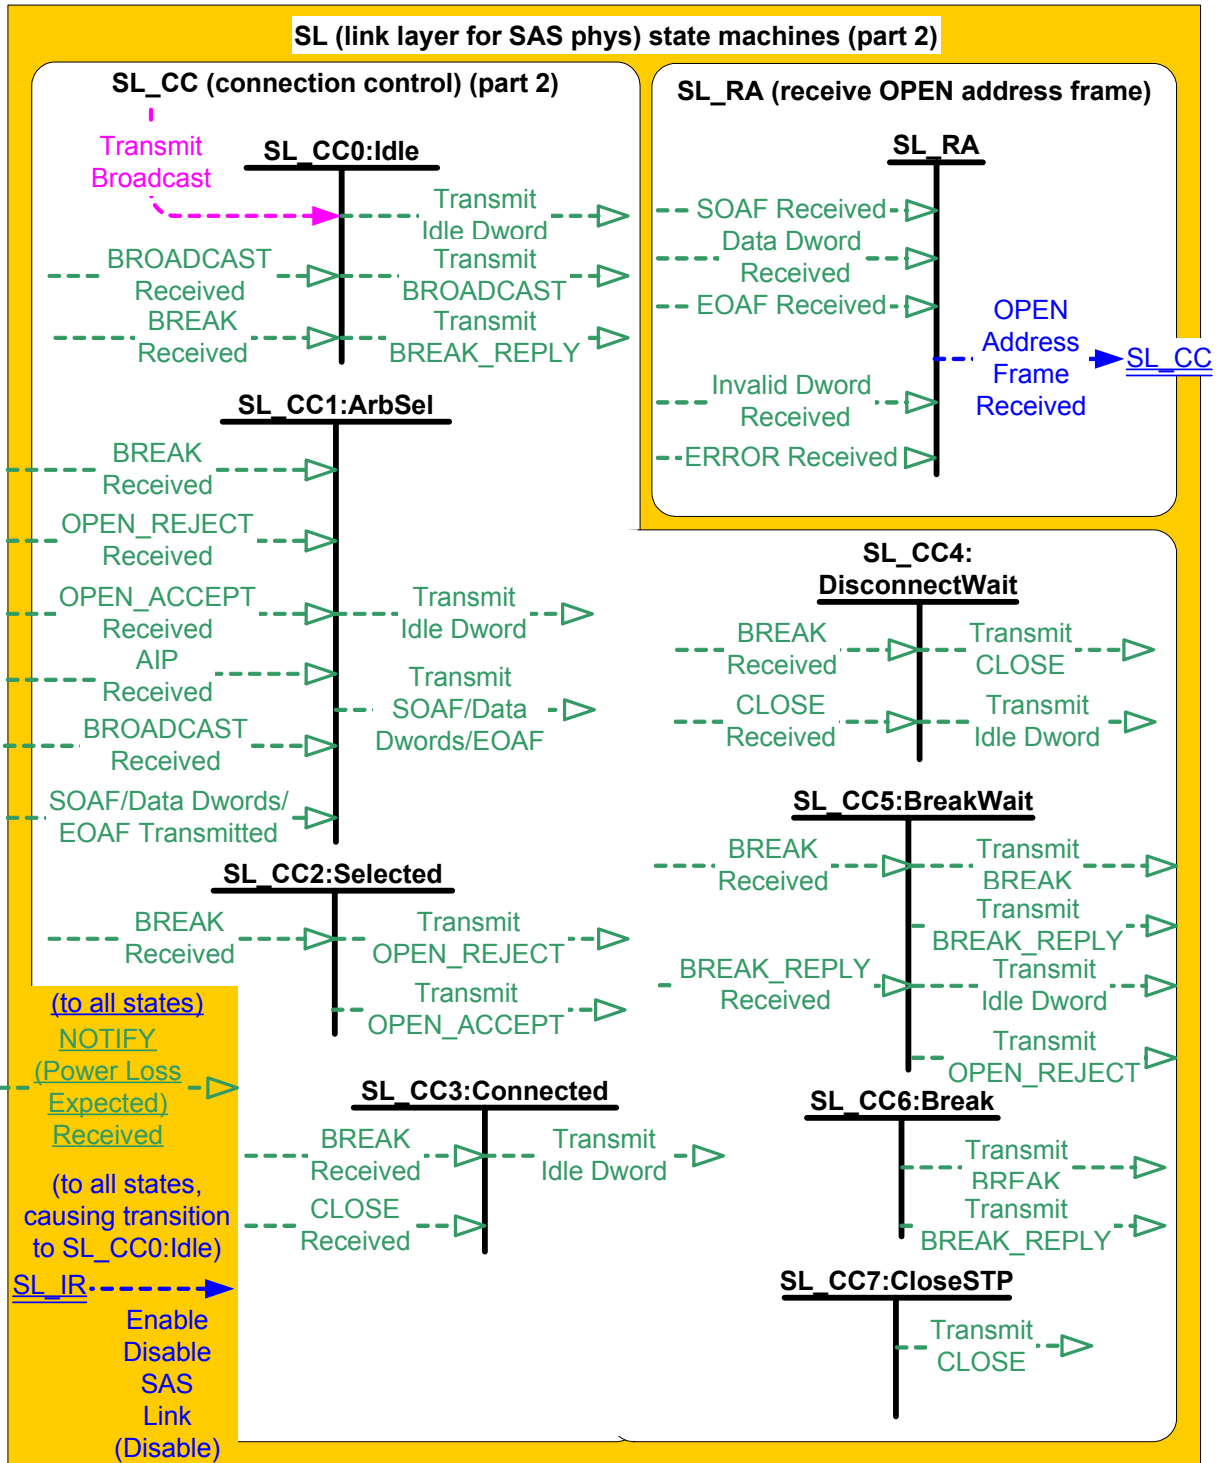 SL (link layer for SAS phys) state machines (part 2)
SL_CC (connection control) (part 2)
Transmit
Broadcast
SL_CC0:Idle
Transmit
Idle Dword
BROADCAST
Received
Transmit
BROADCAST
BREAK
Received
Transmit
BREAK_REPLY
SL_CC1:ArbSel
BREAK
Received
OPEN_REJECT
Received
OPEN_ACCEPT
Received
Transmit
Idle Dword
AIP
Received
Transmit
SOAF/Data
Dwords/EOAF
BROADCAST
Received
SOAF/Data Dwords/
EOAF Transmitted
SL_CC2:Selected
BREAK
Received
Transmit
OPEN_REJECT
Transmit
OPEN_ACCEPT
(to all states)
NOTIFY
(Power Loss
Expected)
Received
SL_CC3:Connected
BREAK
Received
Transmit
Idle Dword
CLOSE
Received
(to all states,
causing transition
to SL_CC0:Idle)
SL_IR
Enable
Disable
SAS
Link
(Disable)
SL_RA (receive OPEN address frame)
SL_RA
SOAF Received
Data Dword
Received
EOAF Received
OPEN
Address
Frame
Received
SL_CC
Invalid Dword
Received
ERROR Received
SL_CC4:
DisconnectWait
BREAK
Received
Transmit
CLOSE
CLOSE
Received
Transmit
Idle Dword
SL_CC5:BreakWait
BREAK
Received
Transmit
BREAK
Transmit
BREAK_REPLY
BREAK_REPLY
Received
Transmit
Idle Dword
Transmit
OPEN_REJECT
SL_CC6:Break
Transmit
BREAK
Transmit
BREAK_REPLY
SL_CC7:CloseSTP
Transmit
CLOSE